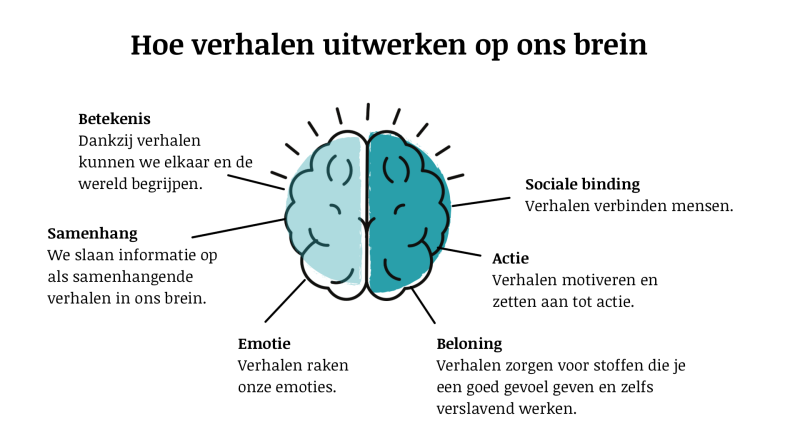 Hoe verhalen uitwerken op ons brein
Betekenis
Dankzij verhalen
kunnen we elkaar en de
wereld begrijpen.
Samenhang
We slaan informatie op
als samenhangende
verhalen in ons brein.
Emotie
Verhalen raken
onze emoties.
Sociale binding
Verhalen verbinden mensen.
Actie
Verhalen motiveren en
zetten aan tot actie.
Beloning
Verhalen zorgen voor stoffen die je
een goed gevoel geven en zelfs
verslavend werken.